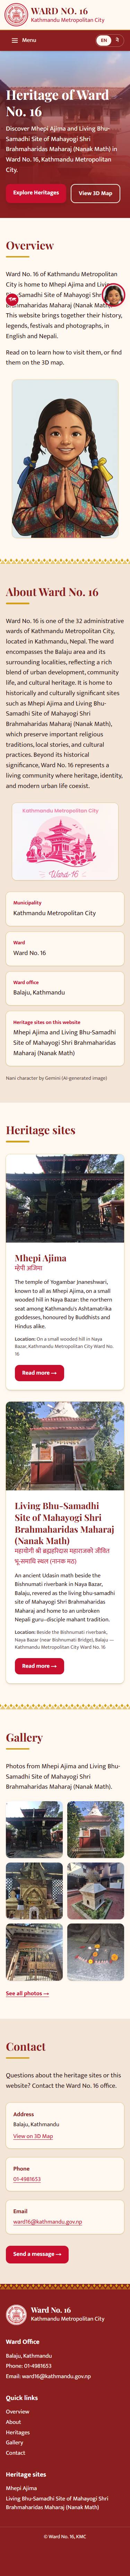 WARD NO. 16
Kathmandu Metropolitan City
Menu
EN
ने
Heritage of Ward
No. 16
Discover Mhepi Ajima and Living Bhu-
Samadhi Site of Mahayogi Shri
Brahmaharidas Maharaj (Nanak Math) in
Ward No. 16, Kathmandu Metropolitan
City.
Explore Heritages
View 3D Map
Overview
Ward No. 16 of Kathmandu Metropolitan
City is home to Mhepi Ajima and Living
Samadhi Site of Mahayogi Shri
Maharaj (Nanak Math).
This website brings together their history,
legends, festivals and photographs, in
English and Nepali.
Read on to learn how to visit them, or find
them on the 3D map.
About Ward No. 16
Ward No. 16 is one of the 32 administrative
wards of Kathmandu Metropolitan City,
located in Kathmandu, Nepal. The ward
encompasses the Balaju area and its
surrounding localities, reflecting a rich
blend of urban development, community
life, and cultural heritage. It is home to
historically and culturally significant sites
such as Mhepi Ajima and Living Bhu-
Samadhi Site of Mahayogi Shri
Brahmaharidas Maharaj (Nanak Math),
which preserve important religious
traditions, local stories, and cultural
practices. Beyond its historical
significance, Ward No. 16 represents a
living community where heritage, identity,
and modern urban life coexist.
Kathmandu Metropolitan City
Ward-16
Municipality
Kathmandu Metropolitan City
Ward
Ward No. 16
Ward office
Balaju, Kathmandu
Heritage sites on this website
Mhepi Ajima and Living Bhu-Samadhi
Site of Mahayogi Shri Brahmaharidas
Maharaj (Nanak Math)
Nani character by Gemini (AI-generated image)
Heritage sites
Mhepi Ajima
म्हेपी अजिमा
The temple of Yogambar Jnaneshwari,
known to all as Mhepi Ajima, on a small
wooded hill in Naya Bazar: the northern
seat among Kathmandu's Ashtamatrika
goddesses, honoured by Buddhists and
Hindus alike.
Location: On a small wooded hill in Naya
Bazar, Kathmandu Metropolitan City Ward No.
16
Read more →
Living Bhu-Samadhi
Site of Mahayogi Shri
Brahmaharidas Maharaj
(Nanak Math)
महायोगी श्री ब्रह्महरिदास महाराजको जीवित
भू-समाधि स्थल (नानक मठ)
An ancient Udasin math beside the
Bishnumati riverbank in Naya Bazar,
Balaju, revered as the living bhu-samadhi
site of Mahayogi Shri Brahmaharidas
Maharaj and home to an unbroken
Nepali guru–disciple mahant tradition.
Location: Beside the Bishnumati riverbank,
Naya Bazar (near Bishnumati Bridge), Balaju —
Kathmandu Metropolitan City Ward No. 16
Read more →
Gallery
Photos from Mhepi Ajima and Living Bhu-
Samadhi Site of Mahayogi Shri
Brahmaharidas Maharaj (Nanak Math).
See all photos →
Contact
Questions about the heritage sites or this
website? Contact the Ward No. 16 office.
Address
Balaju, Kathmandu
View on 3D Map
Phone
01-4981653
Email
ward16@kathmandu.gov.np
Send a message →
Ward No. 16
Kathmandu Metropolitan City
Ward Office
Balaju, Kathmandu
Phone: 01-4981653
Email: ward16@kathmandu.gov.np
Quick links
Overview
About
Heritages
Gallery
Contact
Heritage sites
Mhepi Ajima
Living Bhu-Samadhi Site of Mahayogi Shri
Brahmaharidas Maharaj (Nanak Math)
© Ward No. 16, KMC